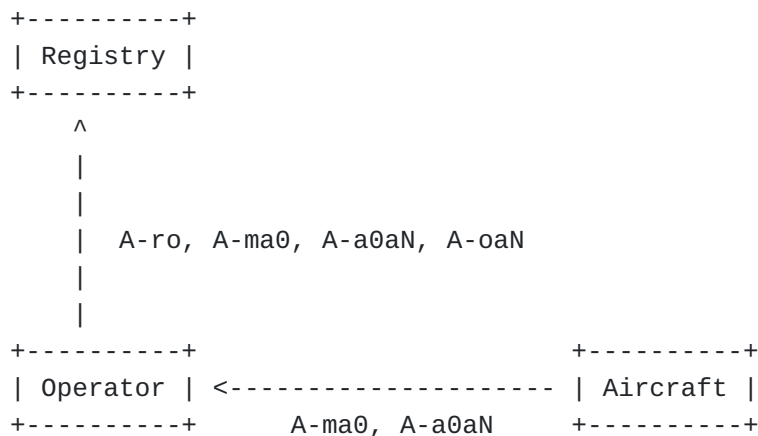 +----------+
| Registry |
+----------+
    ^
    |
    |
    |  A-ro, A-ma0, A-a0aN, A-oaN
    |
    |
+----------+                        +----------+
| Operator | <--------------------- | Aircraft |
+----------+      A-ma0, A-a0aN     +----------+